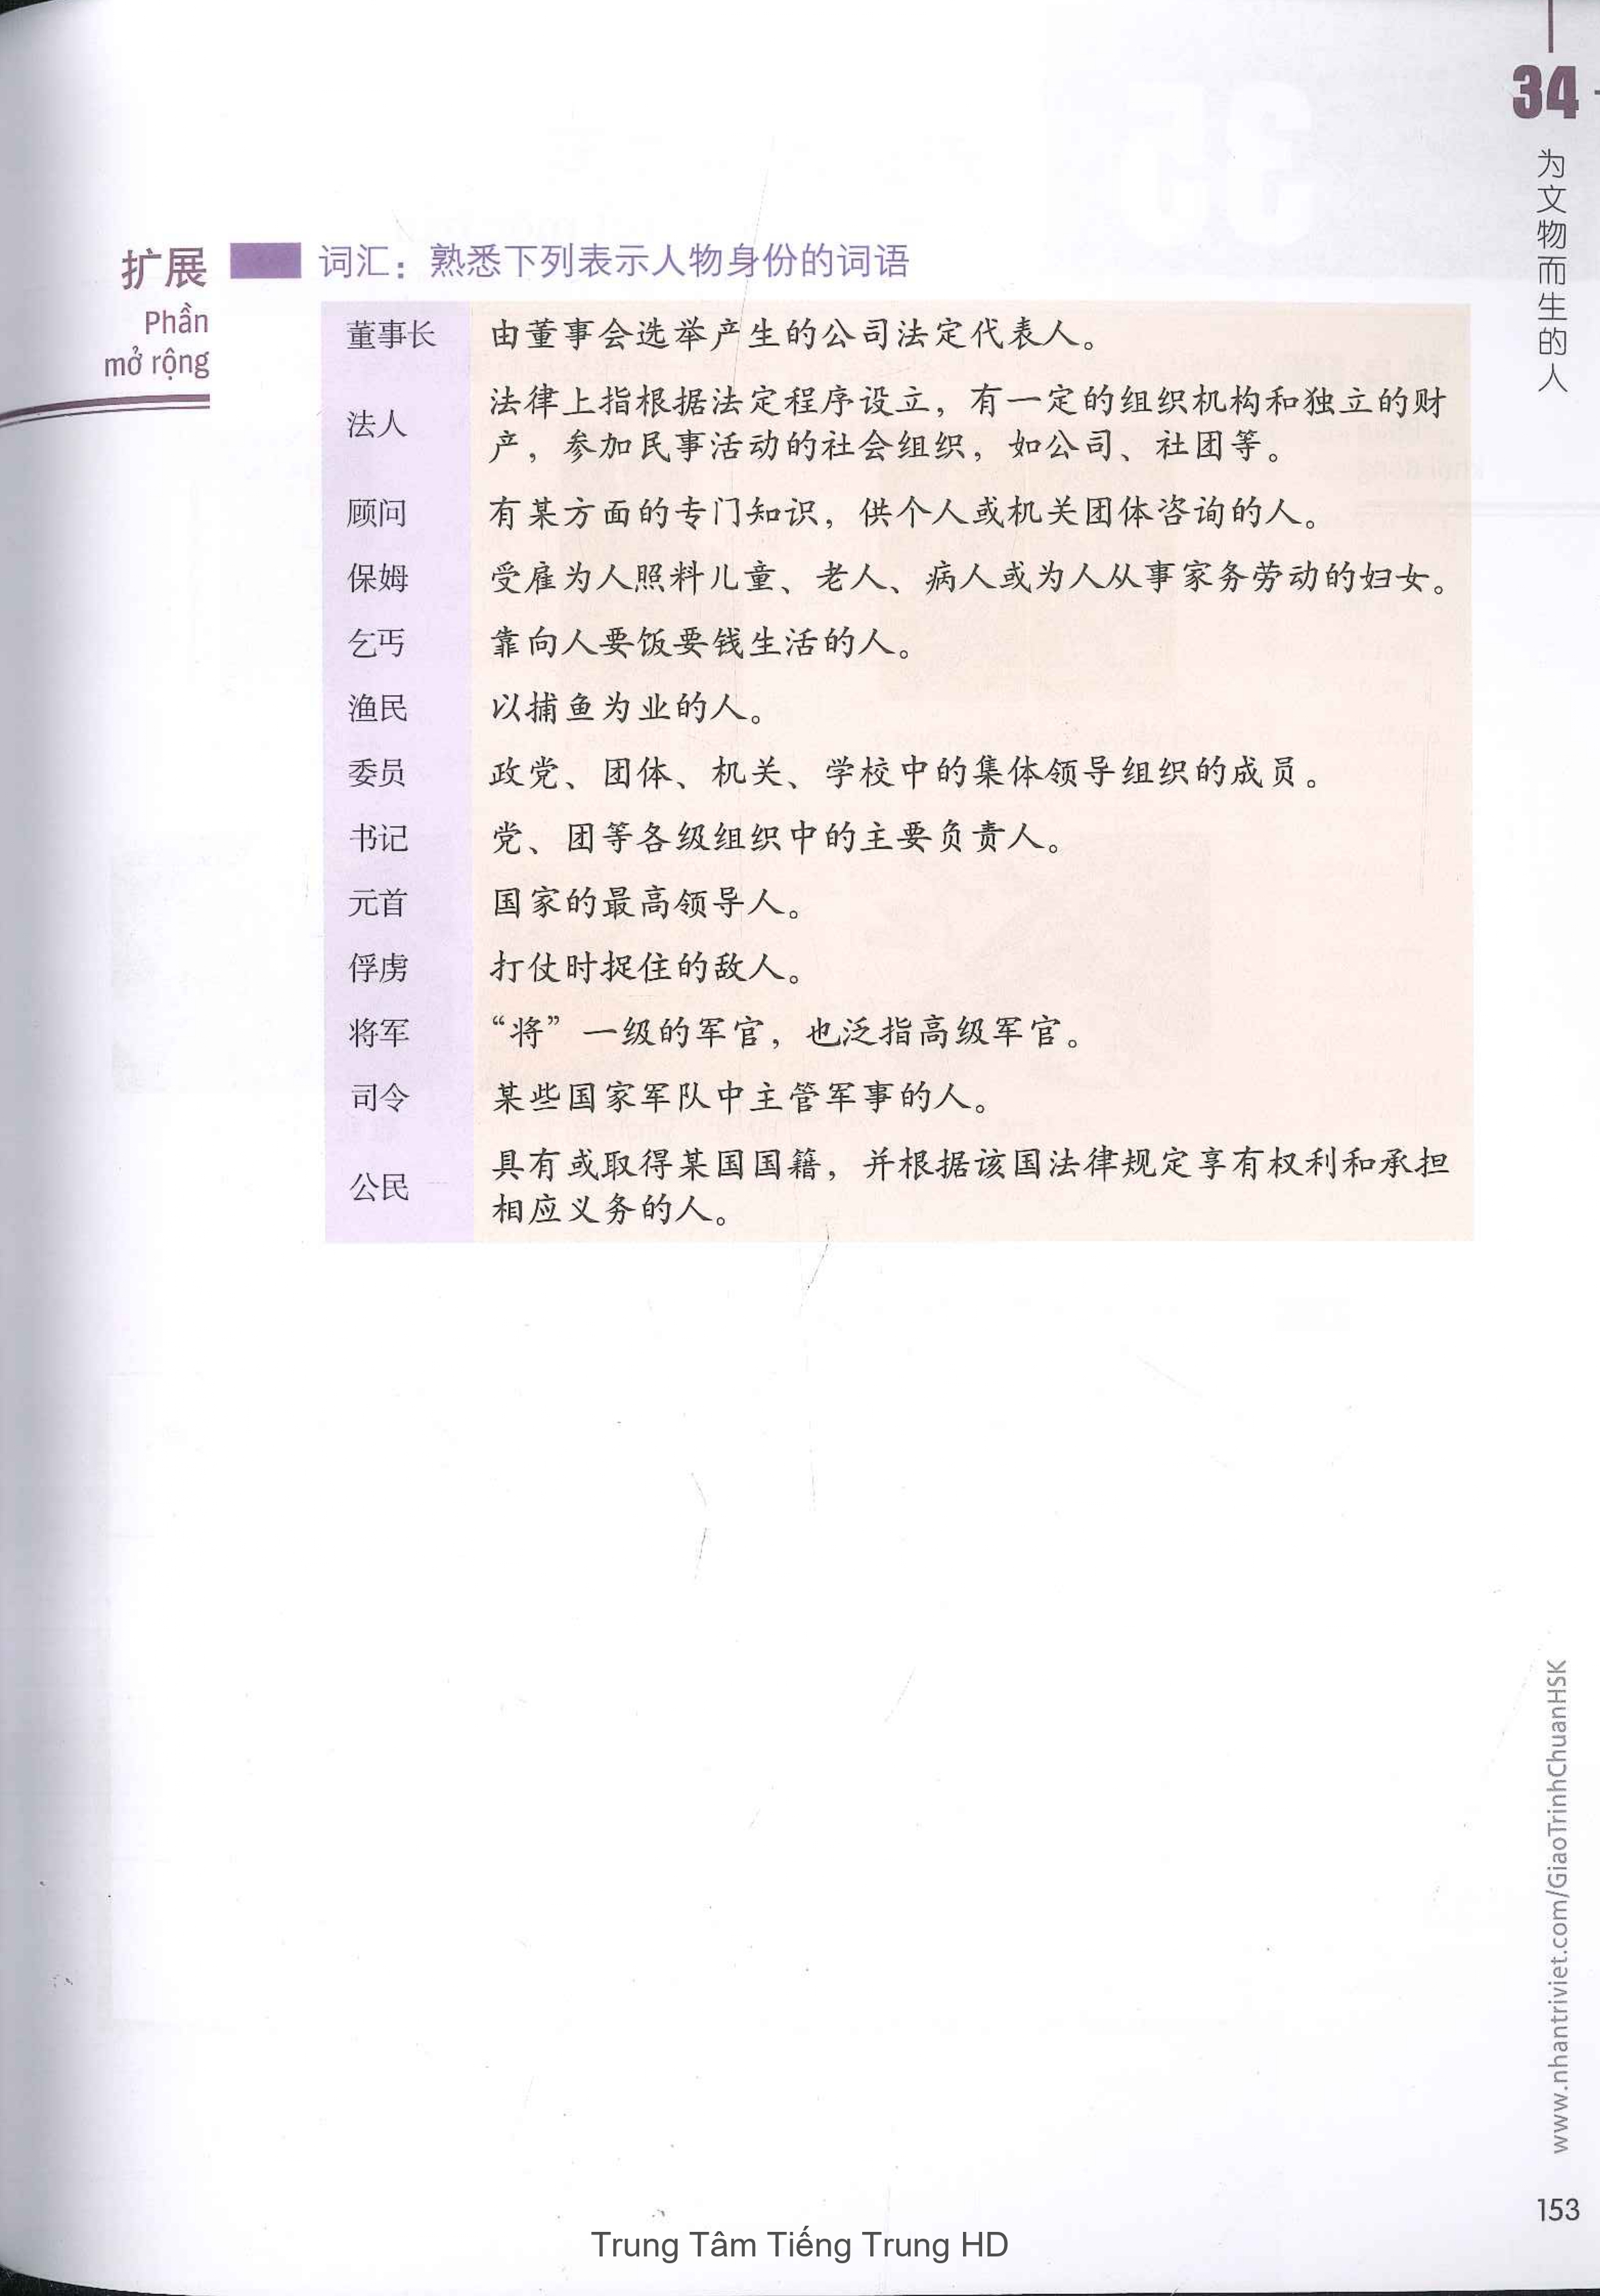 34
为文物而生的人
扩展
Phần
mở rộng
词汇：熟悉下列表示人物身份的词语
董事长 由董事会选举产生的公司法定代表人。
法人 法律上指根据法定程序设立，有一定的组织机构和独立的财
产，参加民事活动的社会组织，如公司、社团等。
顾问 有某方面的专门知识，供个人或机关团体咨询的人。
保姆 受雇为人照料儿童、老人、病人或为人从事家务劳动的妇女。
乞丐 靠向人要饭要钱生活的人。
渔民 以捕鱼为业的人。
委员 政党、团体、机关、学校中的集体领导组织的成员。
书记 党、团等各级组织中的主要负责人。
元首 国家的最高领导人。
俘虏 打仗时捉住的敌人。
将军 “将”一级的军官，也泛指高级军官。
司令 某些国家军队中主管军事的人。
公民 具有或取得某国国籍，并根据该国法律规定享有权利和承担
相应义务的人。
www.nhantriviet.com/GiaoTrinhChuanHSK
153
Trung Tâm Tiếng Trung HD